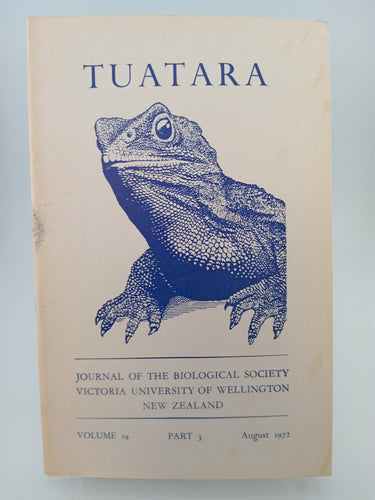 TUATARA
JOURNAL OF THE BIOLOGICAL SOCIETY
VICTORIA UNIVERSITY OF WELLINGTON
NEW ZEALAND
VOLUME 19 PART 3 August 1972